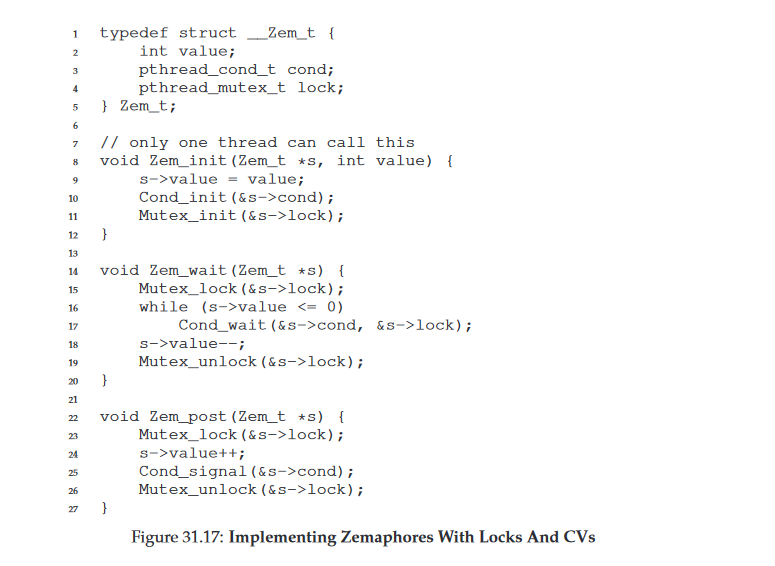 1 typedef struct __Zem_t {
2 int value;
3 pthread_cond_t cond;
4 pthread_mutex_t lock;
5 } Zem_t;
6
7 // only one thread can call this
8 void Zem_init(Zem_t *s, int value) {
9 s->value = value;
10 Cond_init(&s->cond);
11 Mutex_init(&s->lock);
12 }
13
14 void Zem_wait(Zem_t *s) {
15 Mutex_lock(&s->lock);
16 while (s->value <= 0)
17 Cond_wait(&s->cond, &s->lock);
18 s->value--;
19 Mutex_unlock(&s->lock);
20 }
21
22 void Zem_post(Zem_t *s) {
23 Mutex_lock(&s->lock);
24 s->value++;
25 Cond_signal(&s->cond);
26 Mutex_unlock(&s->lock);
27 }
Figure 31.17: Implementing Zemaphores With Locks And CVs